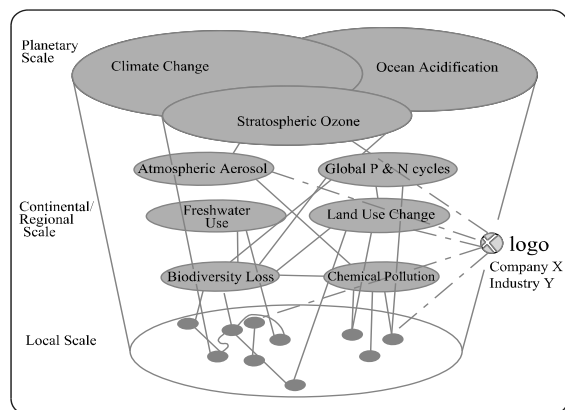 Planetary
Scale
Climate Change
Ocean Acidification
Stratospheric Ozone
Atmospheric Aerosol
Global P & N cycles
Continental/
Regional
Scale
Freshwater
Use
Land Use Change
logo
Company X
Industry Y
Biodiversity Loss
Chemical Pollution
Local Scale